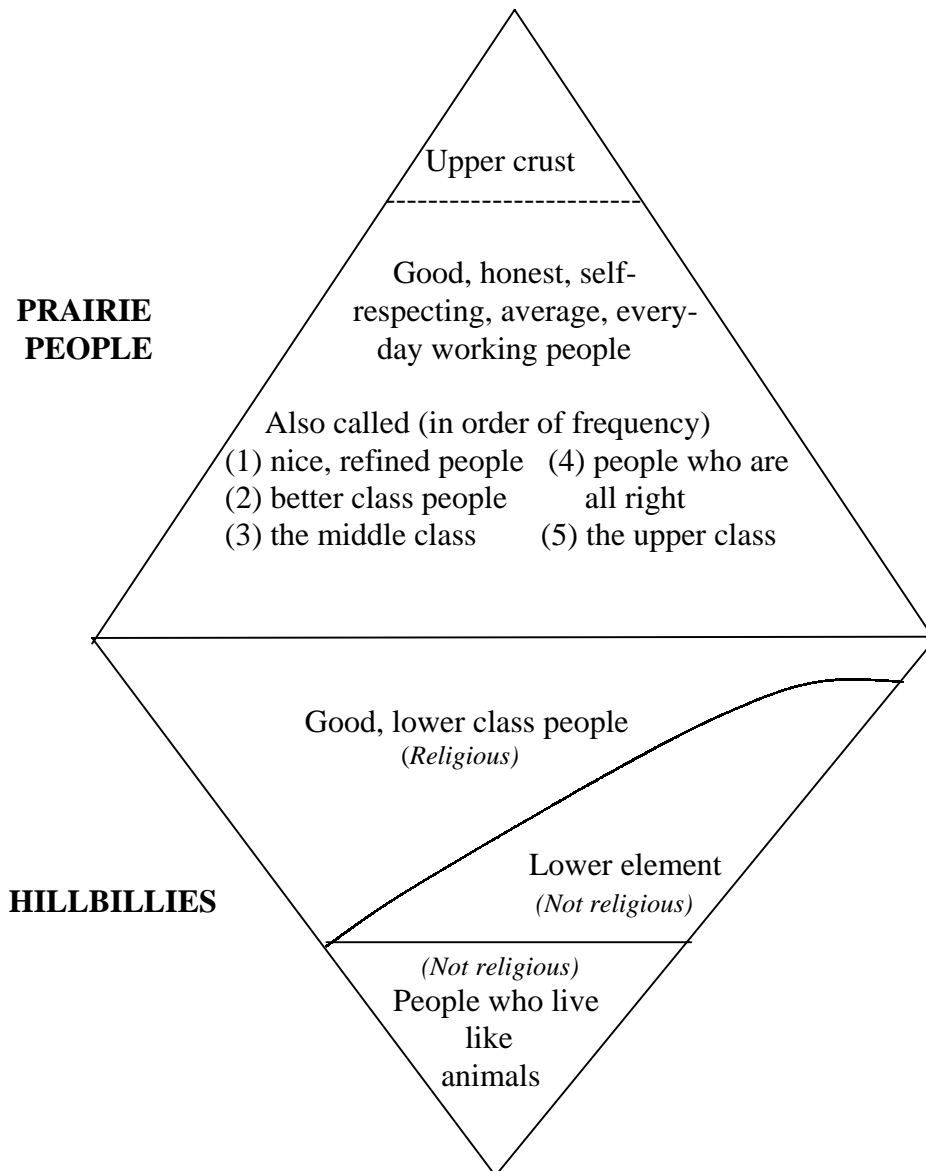 Upper crust
PRAIRIE
PEOPLE
Good, honest, self-
respecting, average, every-
day working people
Also called (in order of frequency)
(1) nice, refined people (4) people who are
(2) better class people all right
(3) the middle class (5) the upper class
Good, lower class people
(Religious)
HILLBILLIES
Lower element
(Not religious)
(Not religious)
People who live
like
animals